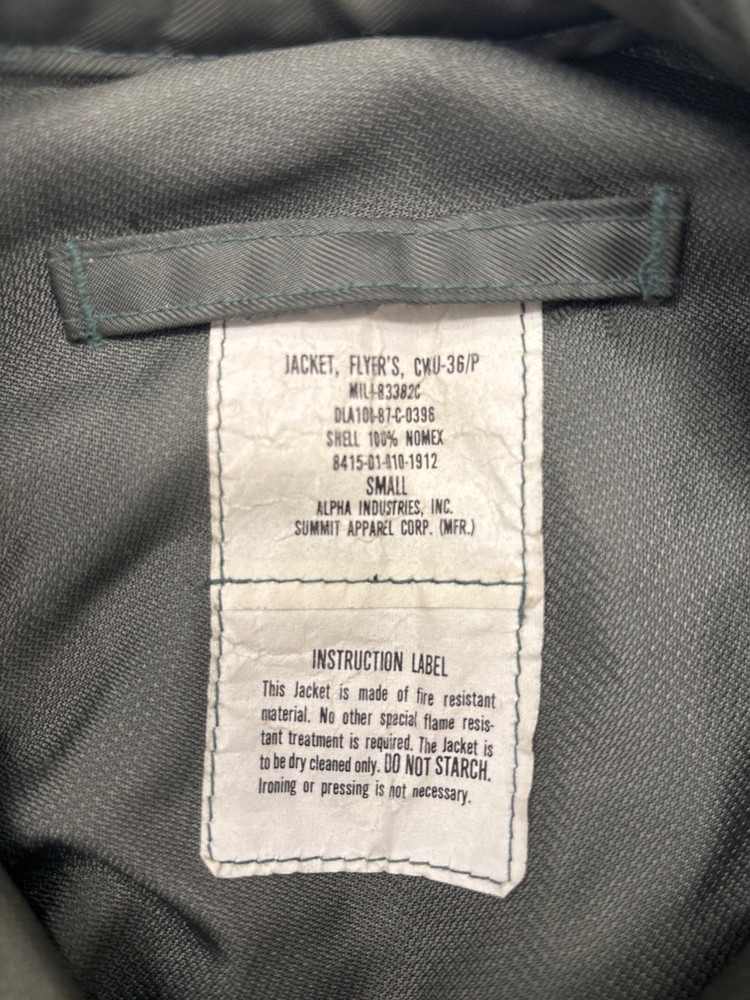 JACKET, FLYER'S, CWU-36/P
MIL-J-83382C
DLA100-87-C-0396
SHELL 100% NOMEX
8415-01-010-1912
SMALL
ALPHA INDUSTRIES, INC.
SUMMIT APPAREL CORP. (MFR.)
INSTRUCTION LABEL
This Jacket is made of fire resistant
material. No other special flame resis-
tant treatment is required. The Jacket is
to be dry cleaned only. DO NOT STARCH.
Ironing or pressing is not necessary.